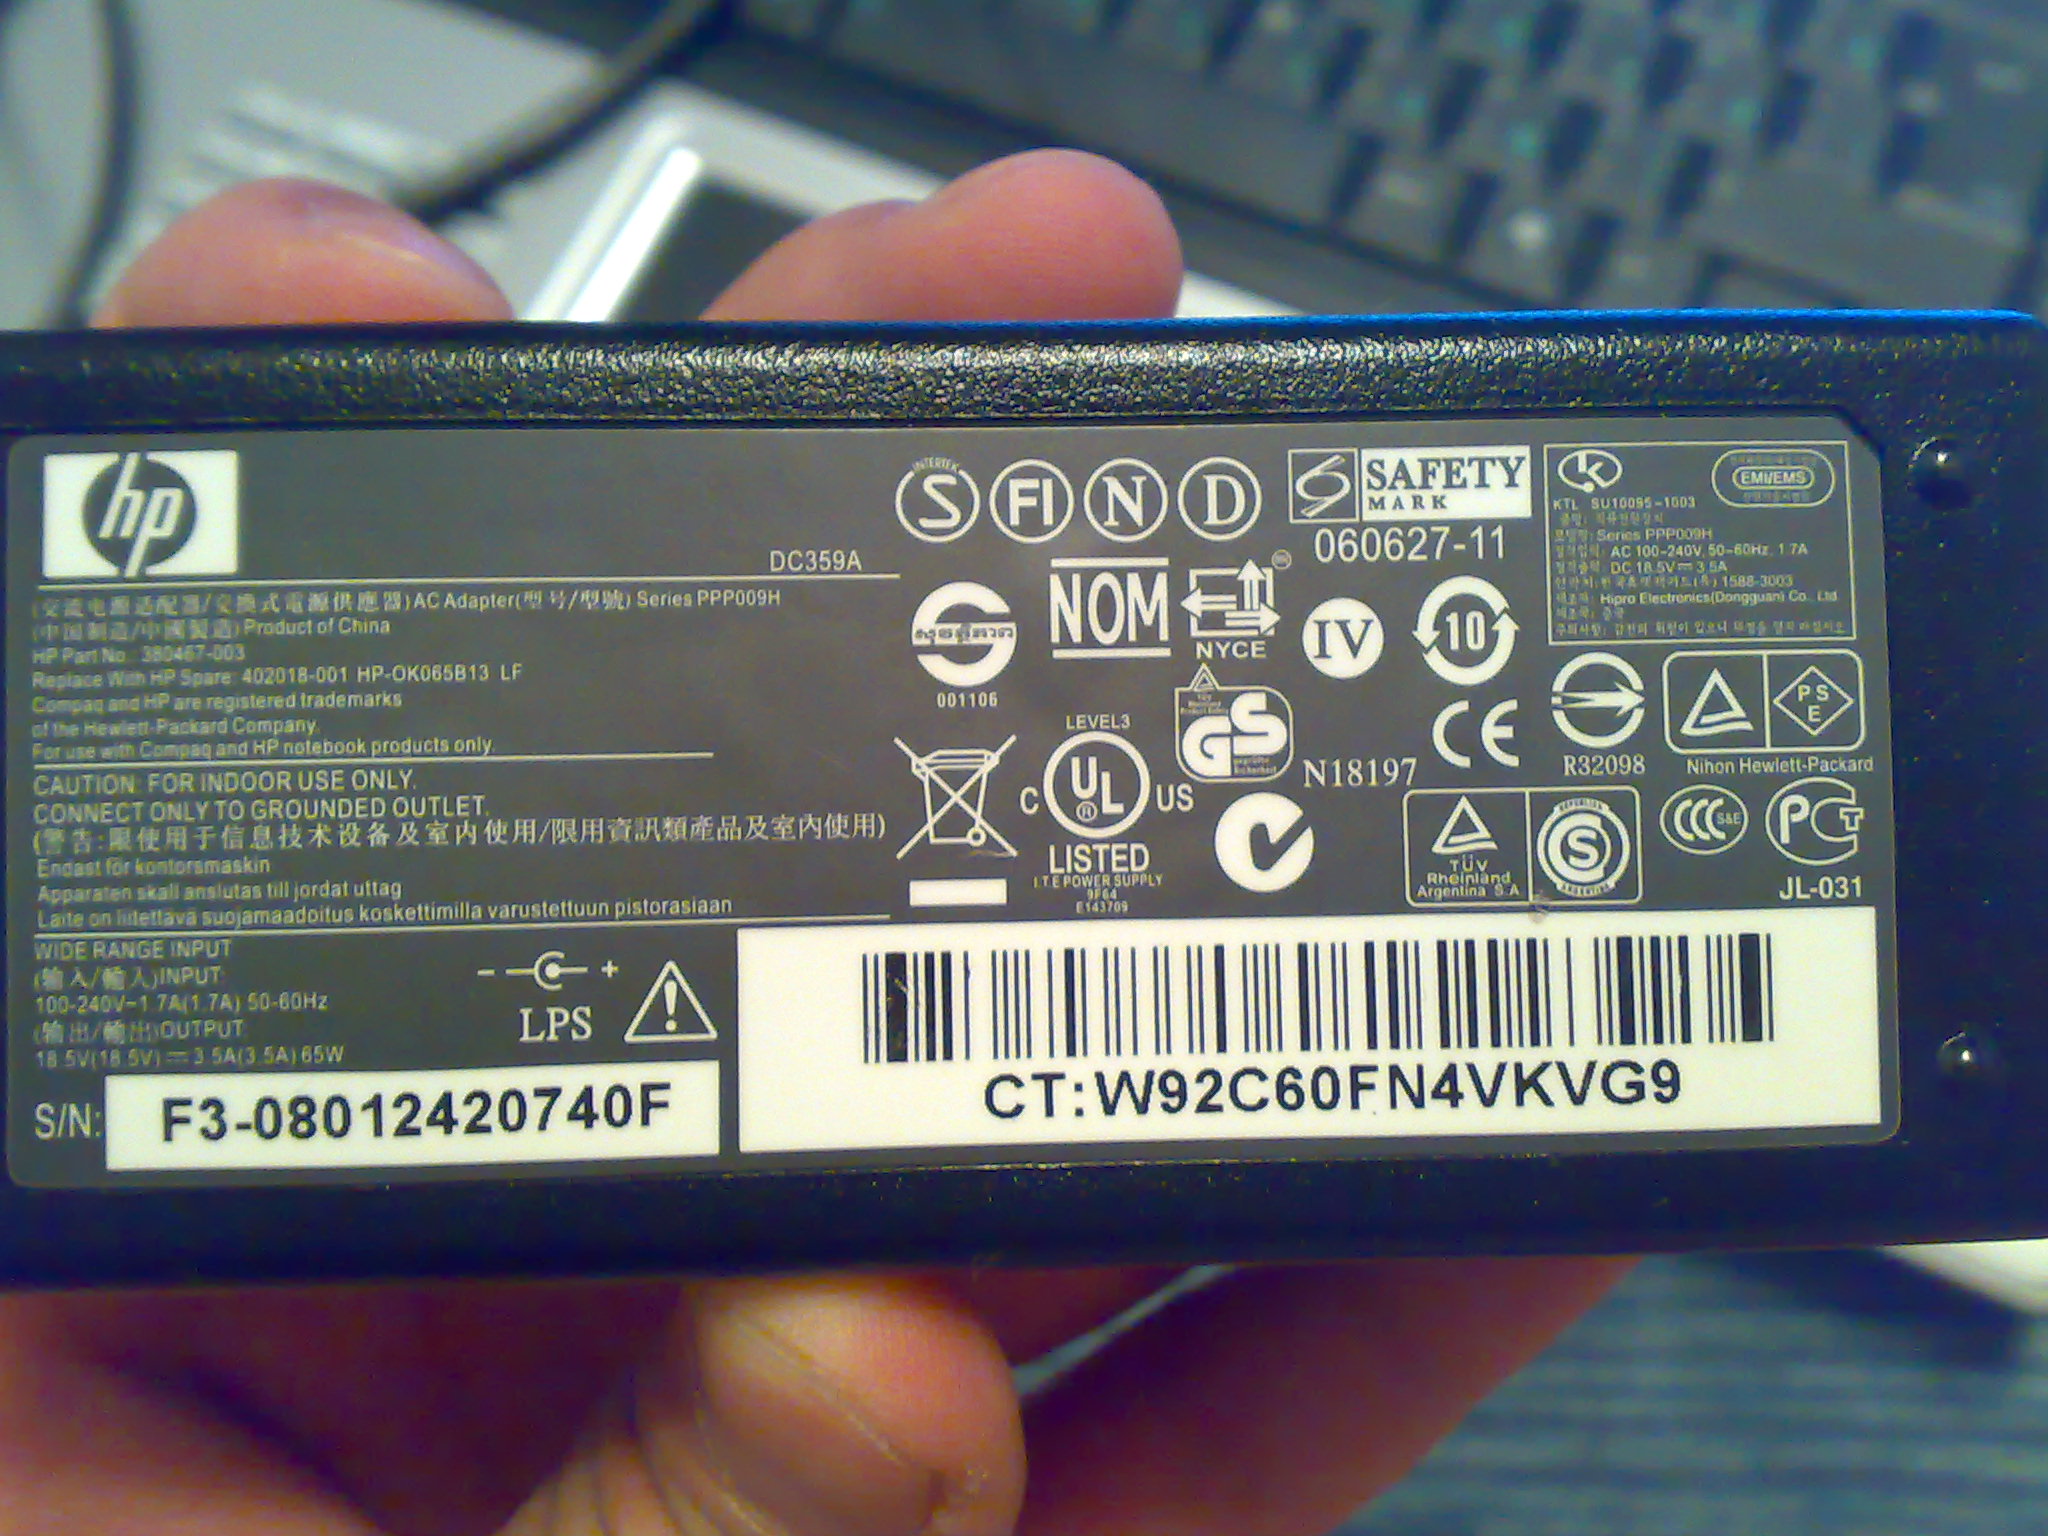 hp
DC359A
(交流电源适配器/交換式電源供應器) AC Adapter(型号/型號) Series PPP009H
(中国制造/中國製造) Product of China
HP Part No.: 380467-003
Replace With HP Spare: 402018-001 HP-OK065B13 LF
Compaq and HP are registered trademarks
of the Hewlett-Packard Company.
For use with Compaq and HP notebook products only.
CAUTION: FOR INDOOR USE ONLY.
CONNECT ONLY TO GROUNDED OUTLET.
(警告:限使用于信息技术设备及室内使用/限用資訊類產品及室內使用)
Endast för kontorsmaskin
Apparaten skall anslutas till jordat uttag
Laite on liitettävä suojamaadoitus koskettimilla varustettuun pistorasiaan
WIDE RANGE INPUT
(输入/輸入)INPUT:
100-240V~1.7A(1.7A) 50-60Hz
(输出/輸出)OUTPUT:
18.5V(18.5V) ⎓ 3.5A(3.5A) 65W
- +
LPS
S/N: F3-08012420740F
INTERTEK
S FI N D
SAFETY
MARK
060627-11
001106
NOM
NYCE
IV
10
KTL SU10095-1003
EMI/EMS
Series PPP009H
AC 100-240V, 50-60Hz, 1.7A
DC 18.5V ⎓ 3.5A
1588-3003
Hipro Electronics(Dongguan) Co., Ltd
LEVEL3
C UL ® US
LISTED
I.T.E POWER SUPPLY
9F64
E143709
GS
geprüfte
Sicherheit
N18197
CE
R32098
PSE
Nihon Hewlett-Packard
TÜV
Rheinland
Argentina S.A
S
CCC S&E
PCT
JL-031
CT:W92C60FN4VKVG9